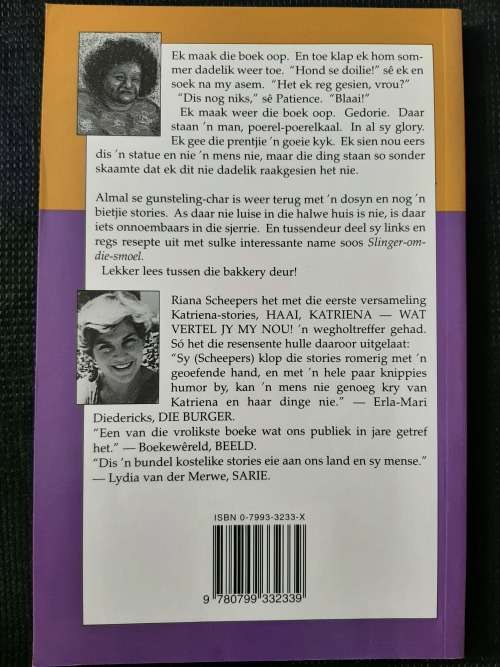 Ek maak die boek oop. En toe klap ek hom som-
mer dadelik weer toe. “Hond se doilie!” sê ek en
soek na my asem. “Het ek reg gesien, vrou?”
“Dis nog niks,” sê Patience. “Blaai!”
Ek maak weer die boek oop. Gedorie. Daar
staan ’n man, poerel-poerelkaal. In al sy glory.
Ek gee die prentjie ’n goeie kyk. Ek sien nou eers
dis ’n statue en nie ’n mens nie, maar die ding staan so sonder
skaamte dat ek dit nie dadelik raakgesien het nie.
Almal se gunsteling-char is weer terug met ’n dosyn en nog ’n
bietjie stories. As daar nie luise in die halwe huis is nie, is daar
iets onnoembaars in die sjerrie. En tussendeur deel sy links en
regs resepte uit met sulke interessante name soos Slinger-om-
die-smoel.
Lekker lees tussen die bakkery deur!
Riana Scheepers het met die eerste versameling
Katriena-stories, HAAI, KATRIENA — WAT
VERTEL JY MY NOU! ’n wegholtreffer gehad.
Só het die resensente hulle daaroor uitgelaat:
“Sy (Scheepers) klop die stories romerig met ’n
geoefende hand, en met ’n hele paar knippies
humor by, kan ’n mens nie genoeg kry van
Katriena en haar dinge nie.” — Erla-Mari
Diedericks, DIE BURGER.
“Een van die vrolikste boeke wat ons publiek in jare getref
het.” — Boekewêreld, BEELD.
“Dis ’n bundel kostelike stories eie aan ons land en sy mense.”
— Lydia van der Merwe, SARIE.
ISBN 0-7993-3233-X
9 780799 332339